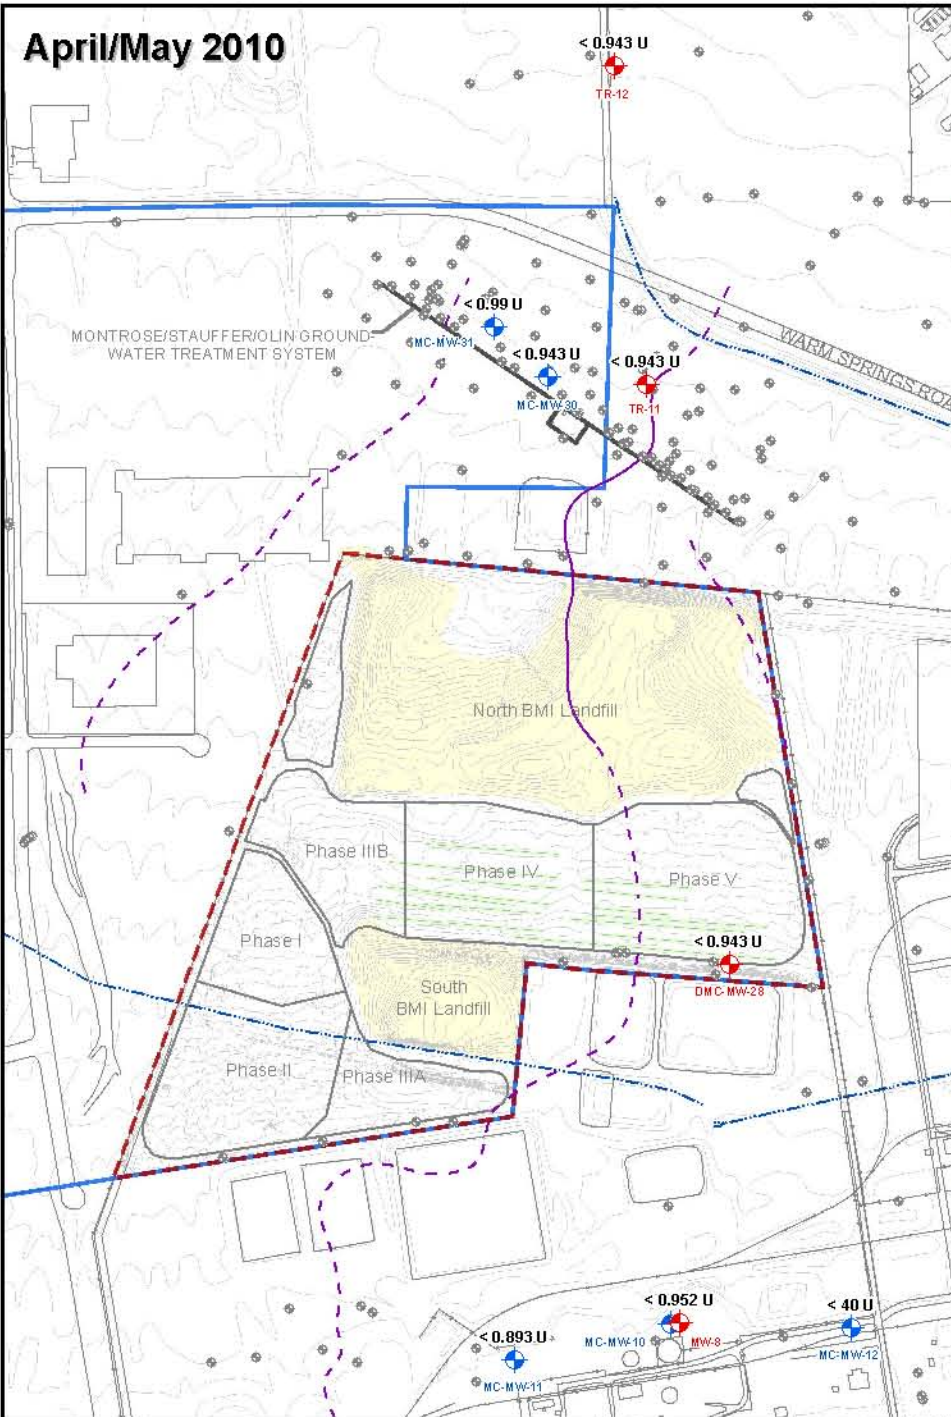 April/May 2010
< 0.943 U
TR-12
< 0.99 U
MONTROSE/STAUFFER/OLIN GROUND-
WATER TREATMENT SYSTEM
MC-MW-31
< 0.943 U
MC-MW-30
< 0.943 U
TR-11
WARM SPRINGS ROA
North BMI Landfill
Phase IIIB
Phase IV
Phase V
Phase I
< 0.943 U
DMC-MW-28
South
BMI Landfill
Phase II
Phase IIIA
< 0.952 U
MC-MW-10
MW-8
< 40 U
MC-MW-12
< 0.893 U
MC-MW-11